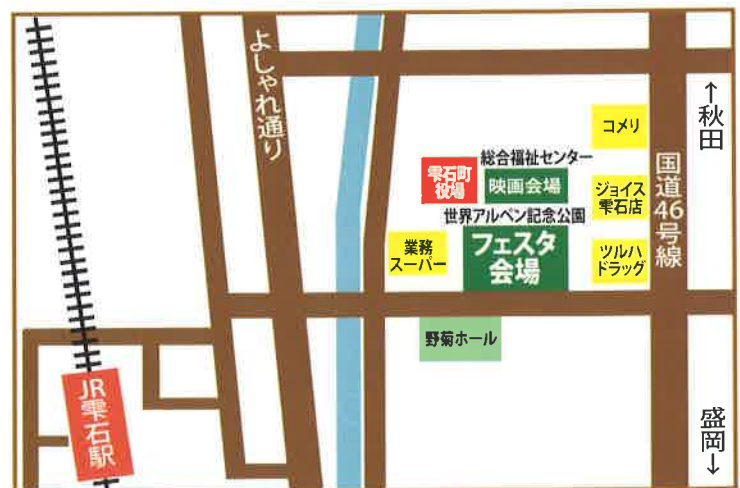 よしゃれ通り
↑秋田
コメリ
総合福祉センター
雫石町
役場
映画会場
ジョイス
雫石店
国道46号線
世界アルペン記念公園
業務
スーパー
フェスタ
会場
ツルハ
ドラッグ
野菊ホール
JR雫石駅
盛岡↓